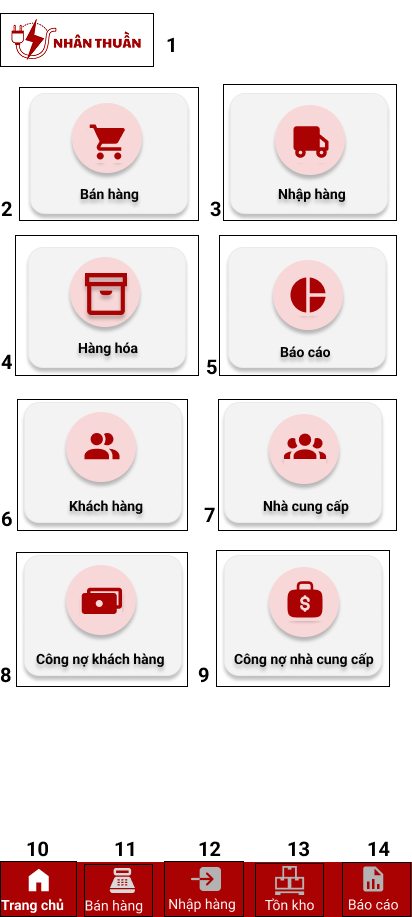 NHÂN THUẦN
1
Bán hàng
2
Nhập hàng
3
Hàng hóa
4
Báo cáo
5
Khách hàng
6
Nhà cung cấp
7
$
Công nợ khách hàng
8
Công nợ nhà cung cấp
9
10 11 12 13 14
Trang chủ Bán hàng Nhập hàng Tồn kho Báo cáo